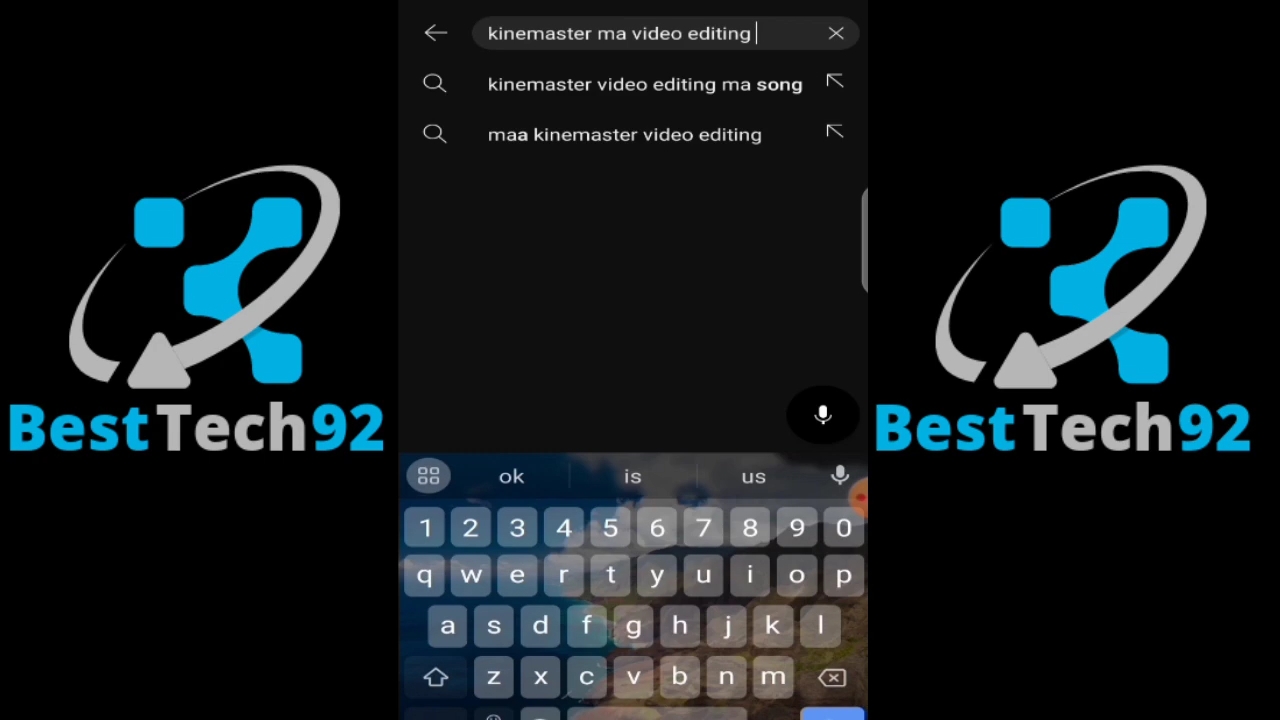 kinemaster ma video editing
kinemaster video editing ma song
maa kinemaster video editing
BestTech92
BestTech92
ok is us
1 2 3 4 5 6 7 8 9 0
q w e r t y u i o p
a s d f g h j k l
z x c v b n m